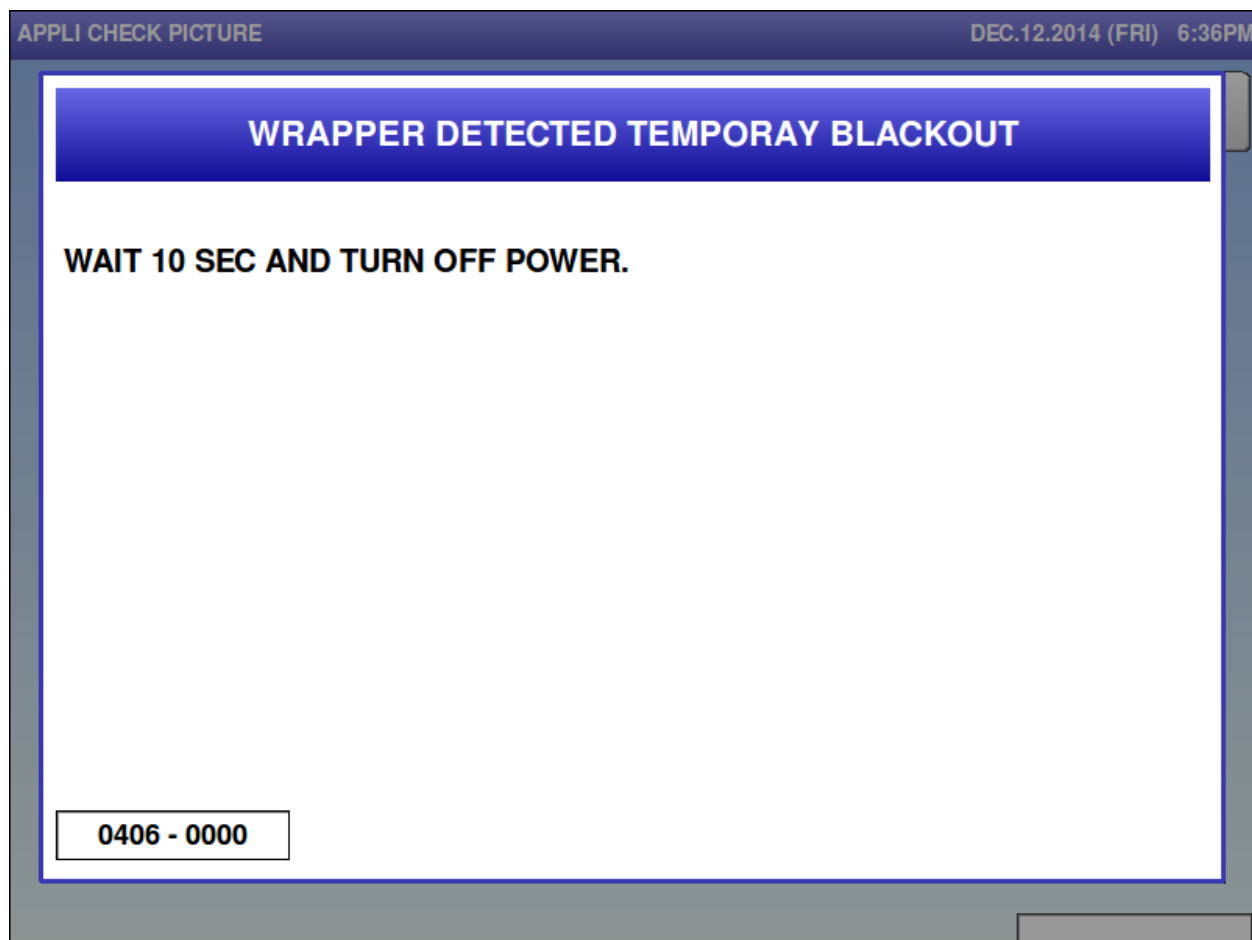 APPLI CHECK PICTURE DEC.12.2014 (FRI) 6:36PM
WRAPPER DETECTED TEMPORAY BLACKOUT
WAIT 10 SEC AND TURN OFF POWER.
0406 - 0000